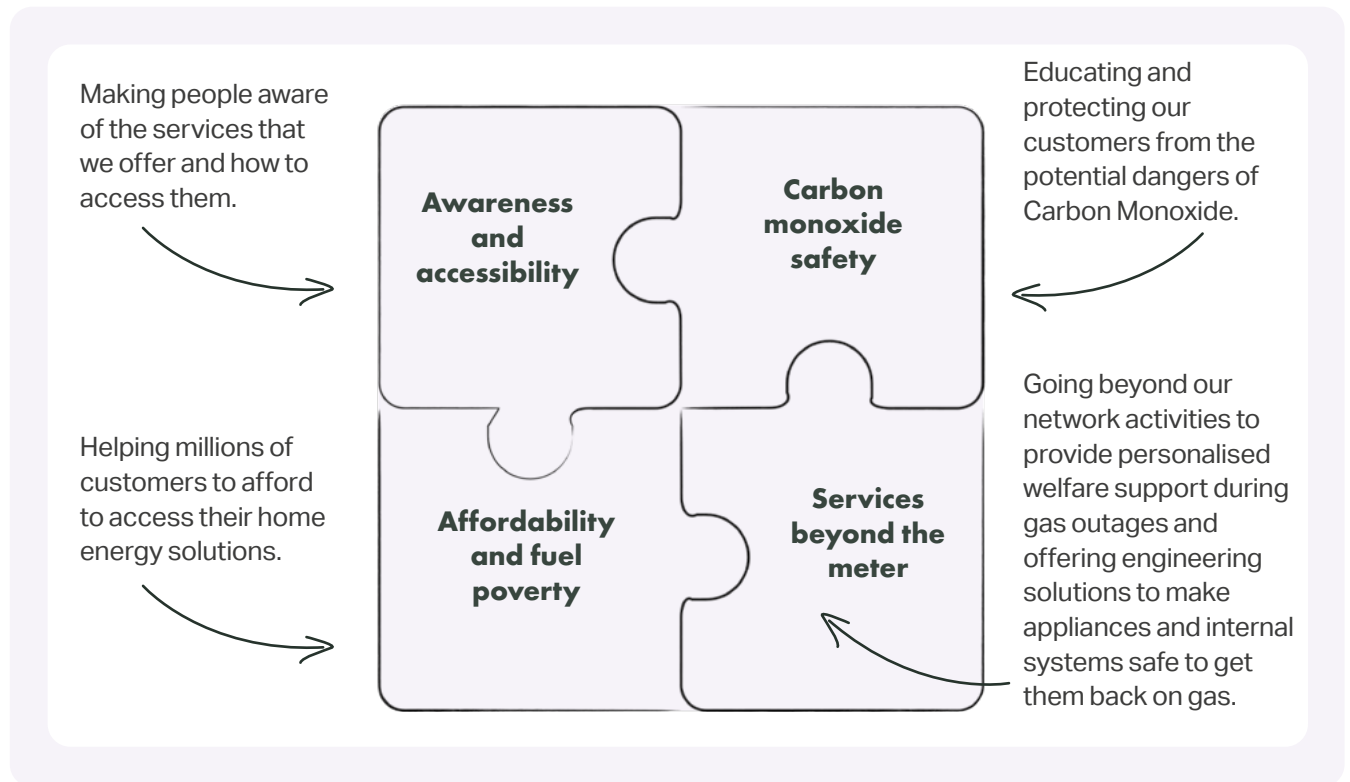 Making people aware
of the services that
we offer and how to
access them.
Awareness
and
accessibility
Carbon
monoxide
safety
Educating and
protecting our
customers from the
potential dangers of
Carbon Monoxide.
Helping millions of
customers to afford
to access their home
energy solutions.
Affordability
and fuel
poverty
Services
beyond the
meter
Going beyond our
network activities to
provide personalised
welfare support during
gas outages and
offering engineering
solutions to make
appliances and internal
systems safe to get
them back on gas.